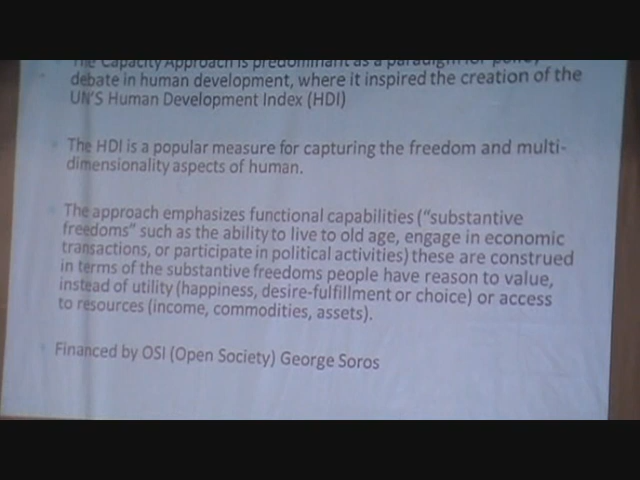 The Capacity Approach is predominant as a paradigm for policy
debate in human development, where it inspired the creation of the
UN'S Human Development Index (HDI)
The HDI is a popular measure for capturing the freedom and multi-
dimensionality aspects of human.
The approach emphasizes functional capabilities ("substantive
freedoms" such as the ability to live to old age, engage in economic
transactions, or participate in political activities) these are construed
in terms of the substantive freedoms people have reason to value,
instead of utility (happiness, desire-fulfillment or choice) or access
to resources (income, commodities, assets).
Financed by OSI (Open Society) George Soros